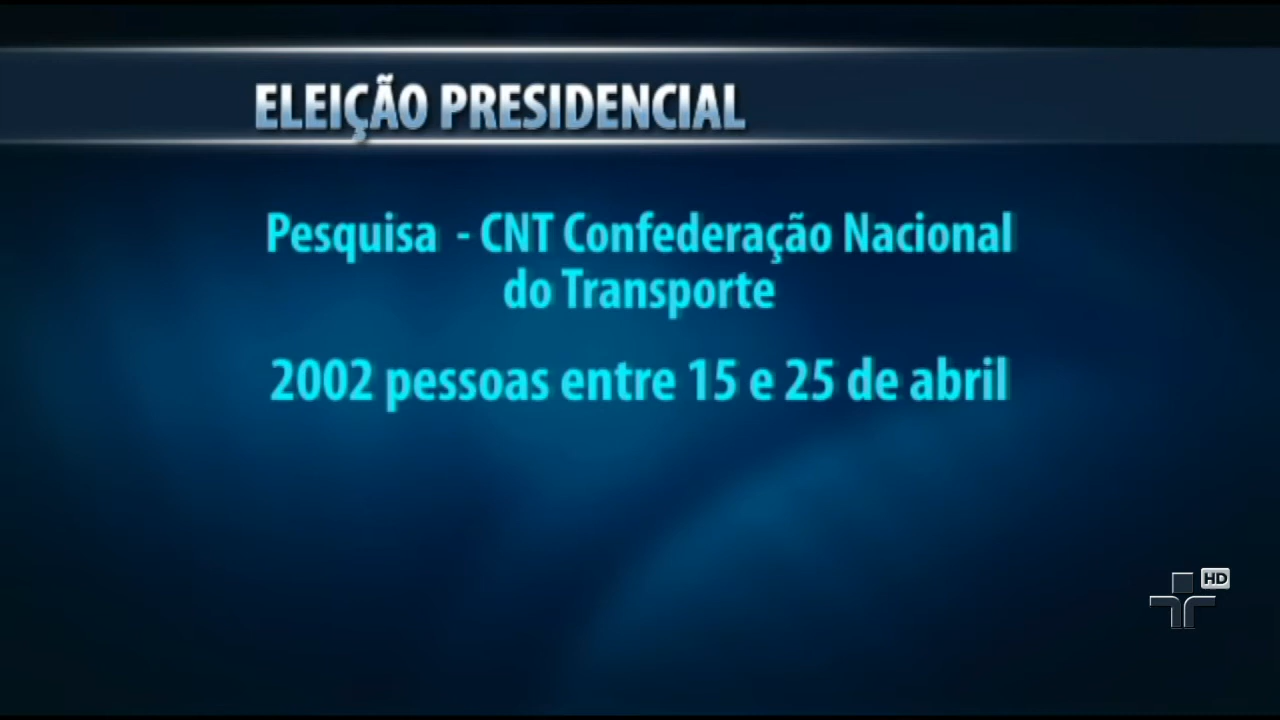 ELEIÇÃO PRESIDENCIAL
Pesquisa - CNT Confederação Nacional
do Transporte
2002 pessoas entre 15 e 25 de abril
HD